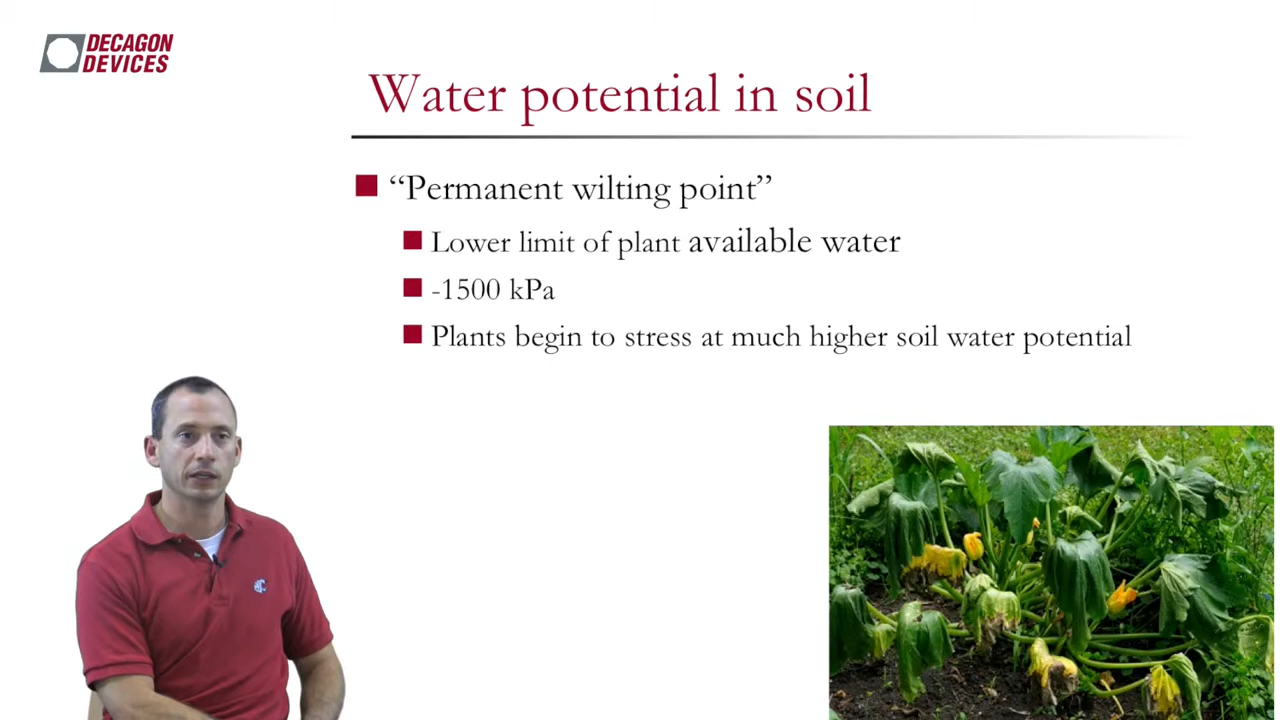 DECAGON
DEVICES
Water potential in soil
“Permanent wilting point”
Lower limit of plant available water
-1500 kPa
Plants begin to stress at much higher soil water potential